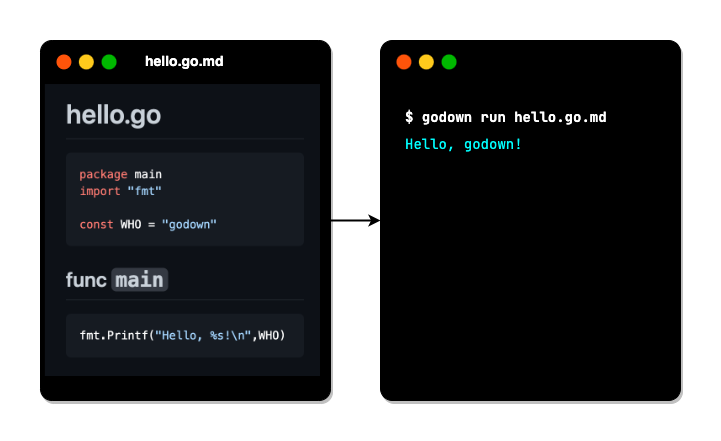 hello.go.md
hello.go
package main
import "fmt"
const WHO = "godown"
func main
fmt.Printf("Hello, %s!\n",WHO)
$ godown run hello.go.md
Hello, godown!